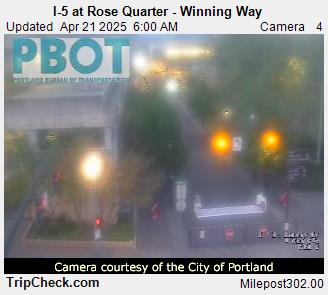 I-5 at Rose Quarter - Winning Way
Updated Apr 21 2025 6:00 AM Camera 4
PBOT
PORTLAND BUREAU OF TRANSPORTATION
Camera courtesy of the City of Portland
TripCheck.com Milepost302.00